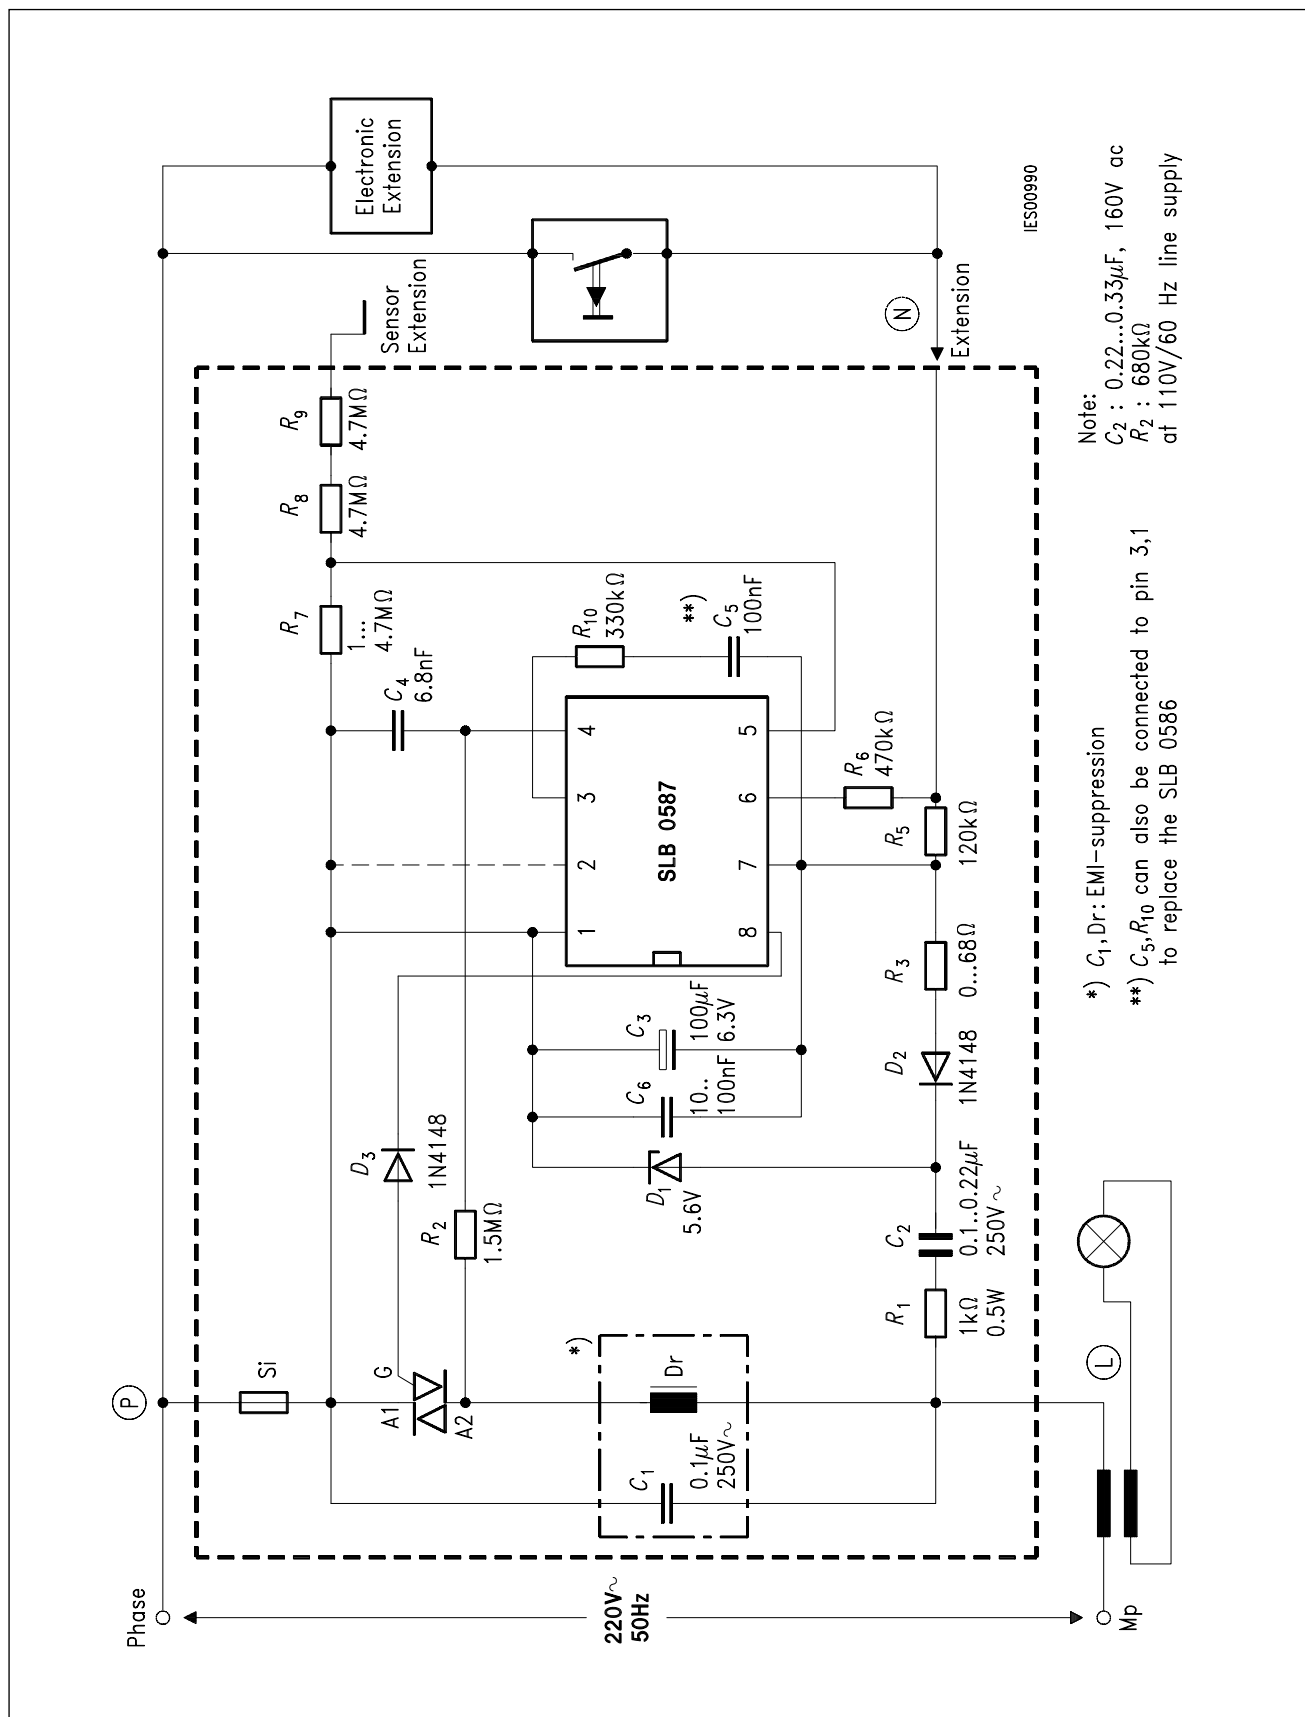 Phase
220V~
50Hz
Mp
P
Si
A1
G
A2
*)
C1
0.1µF
250V~
Dr
L
R2
1.5MΩ
D3
1N4148
D1
5.6V
C6
10..
100nF
C3
100µF
6.3V
R1
1kΩ
0.5W
C2
0.1..0.22µF
250V~
D2
1N4148
R3
0...68Ω
R5
120kΩ
R6
470kΩ
SLB 0587
1
2
3
4
8
7
6
5
C4
6.8nF
R10
330kΩ
**)
C5
100nF
R7
1...
4.7MΩ
R8
4.7MΩ
R9
4.7MΩ
Sensor
Extension
Electronic
Extension
N
Extension
IES00990
*) C1,Dr: EMI-suppression
**) C5,R10 can also be connected to pin 3,1
to replace the SLB 0586
Note:
C2 : 0.22...0.33µF, 160V ac
R2 : 680kΩ
at 110V/60 Hz line supply